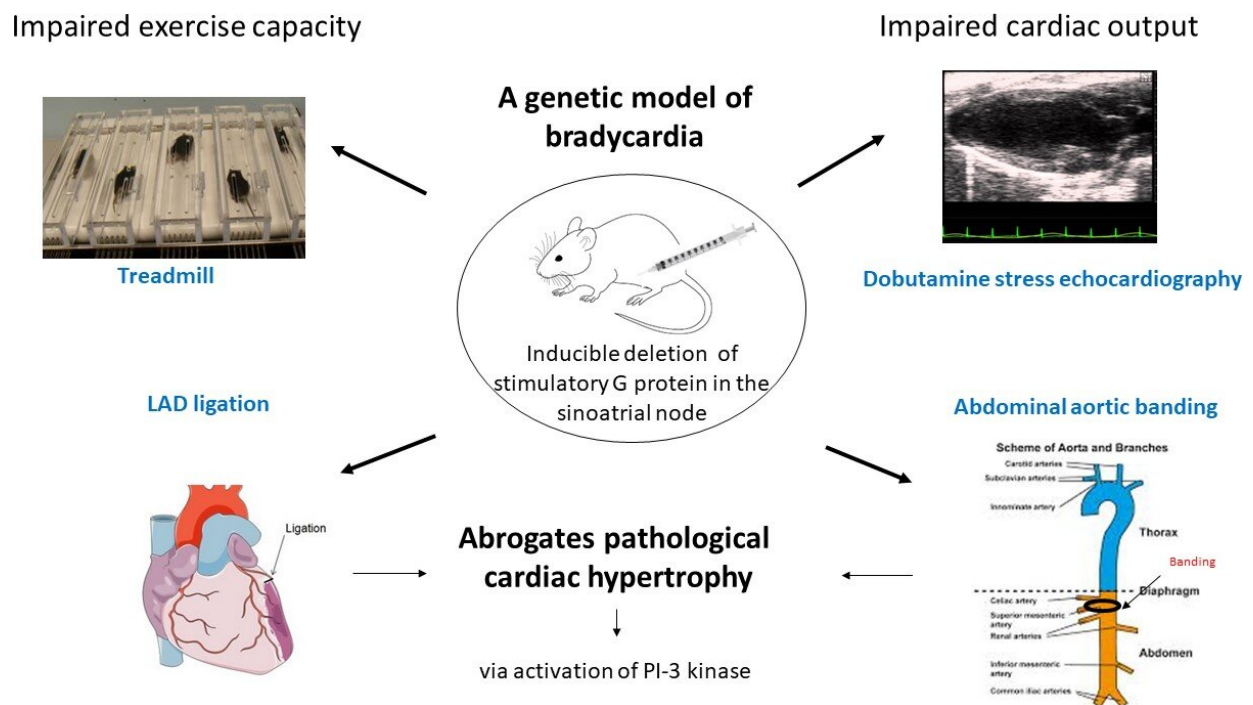 Impaired exercise capacity
Impaired cardiac output
A genetic model of
bradycardia
Treadmill
Dobutamine stress echocardiography
Inducible deletion of
stimulatory G protein in the
sinoatrial node
LAD ligation
Abdominal aortic banding
Ligation
Abrogates pathological
cardiac hypertrophy
via activation of PI-3 kinase
Scheme of Aorta and Branches
Carotid arteries
Subclavian arteries
Innominate artery
Thorax
Banding
Diaphragm
Celiac artery
Superior mesenteric
artery
Renal arteries
Abdomen
Inferior mesenteric
artery
Common iliac arteries